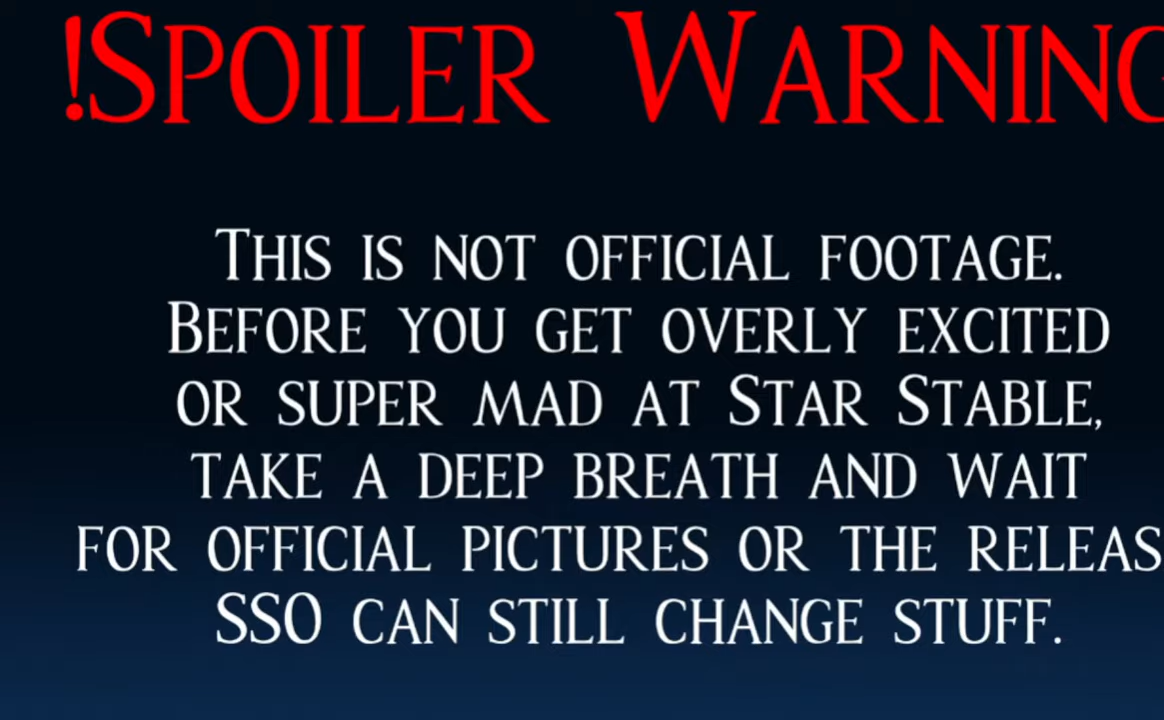 !Spoiler Warning
This is not official footage.
Before you get overly excited
or super mad at Star Stable,
take a deep breath and wait
for official pictures or the releas
SSO can still change stuff.